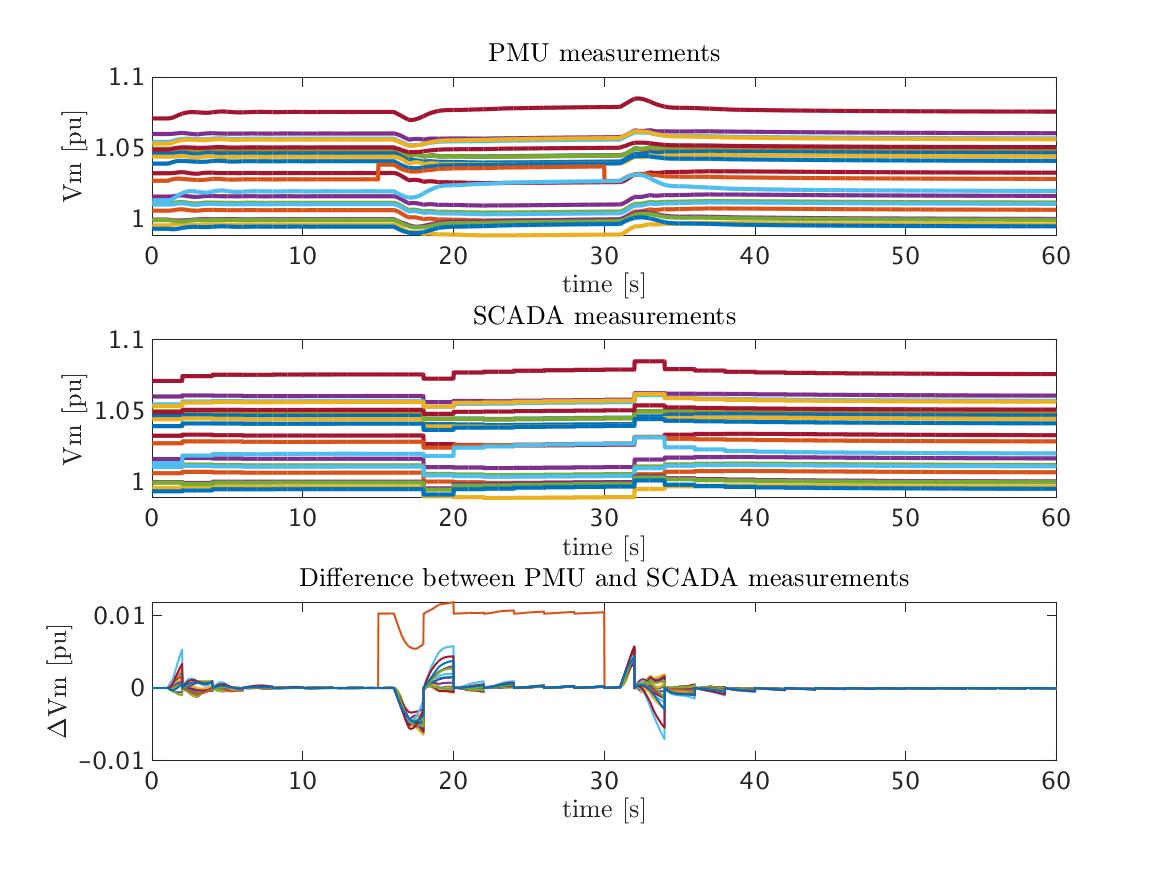 PMU measurements
1.1
1.05
1
Vm [pu]
0 10 20 30 40 50 60
time [s]
SCADA measurements
1.1
1.05
1
Vm [pu]
0 10 20 30 40 50 60
time [s]
Difference between PMU and SCADA measurements
0.01
0
-0.01
ΔVm [pu]
0 10 20 30 40 50 60
time [s]